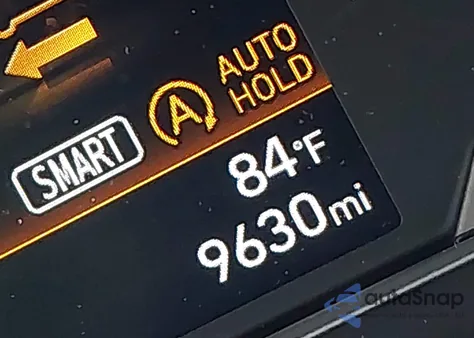 AUTO
HOLD
A
SMART
84°F
9630mi
autoSnap